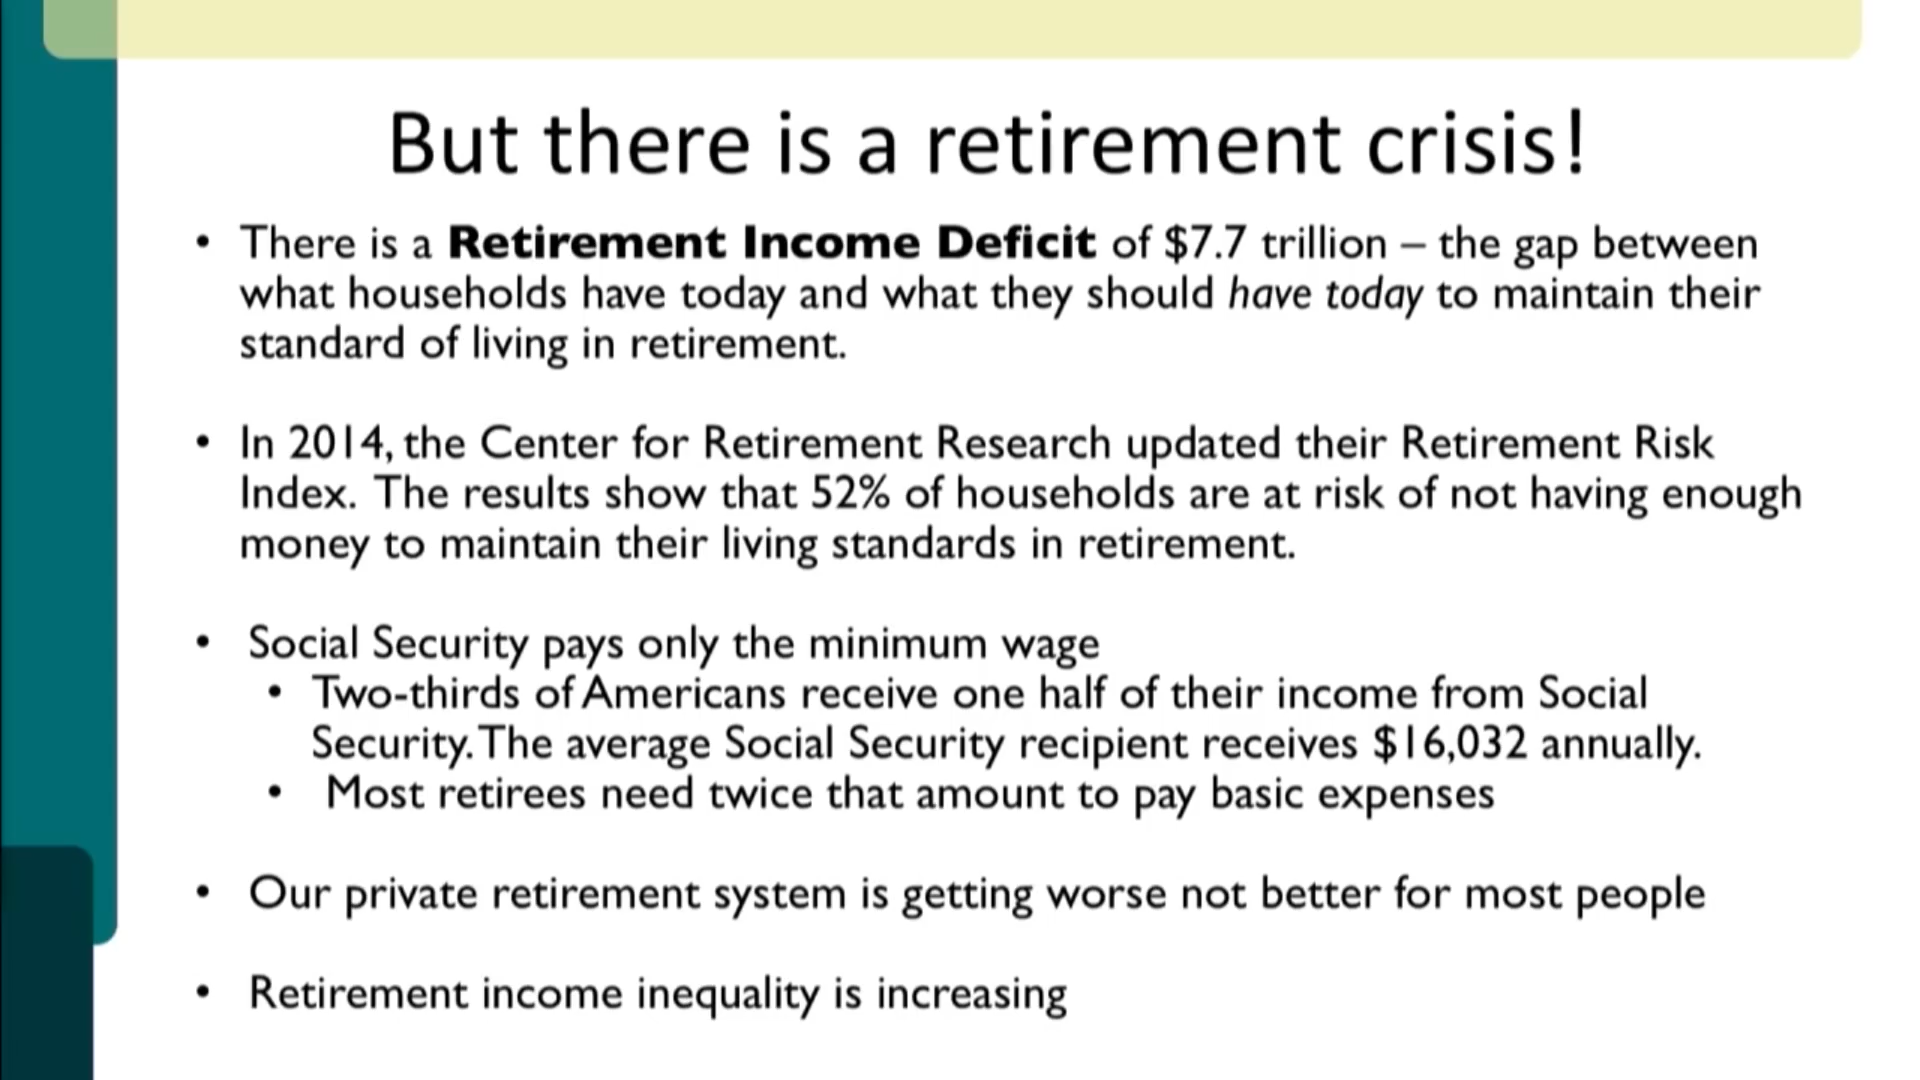 But there is a retirement crisis!
• There is a Retirement Income Deficit of $7.7 trillion – the gap between
what households have today and what they should have today to maintain their
standard of living in retirement.
• In 2014, the Center for Retirement Research updated their Retirement Risk
Index. The results show that 52% of households are at risk of not having enough
money to maintain their living standards in retirement.
• Social Security pays only the minimum wage
• Two-thirds of Americans receive one half of their income from Social
Security. The average Social Security recipient receives $16,032 annually.
• Most retirees need twice that amount to pay basic expenses
• Our private retirement system is getting worse not better for most people
• Retirement income inequality is increasing